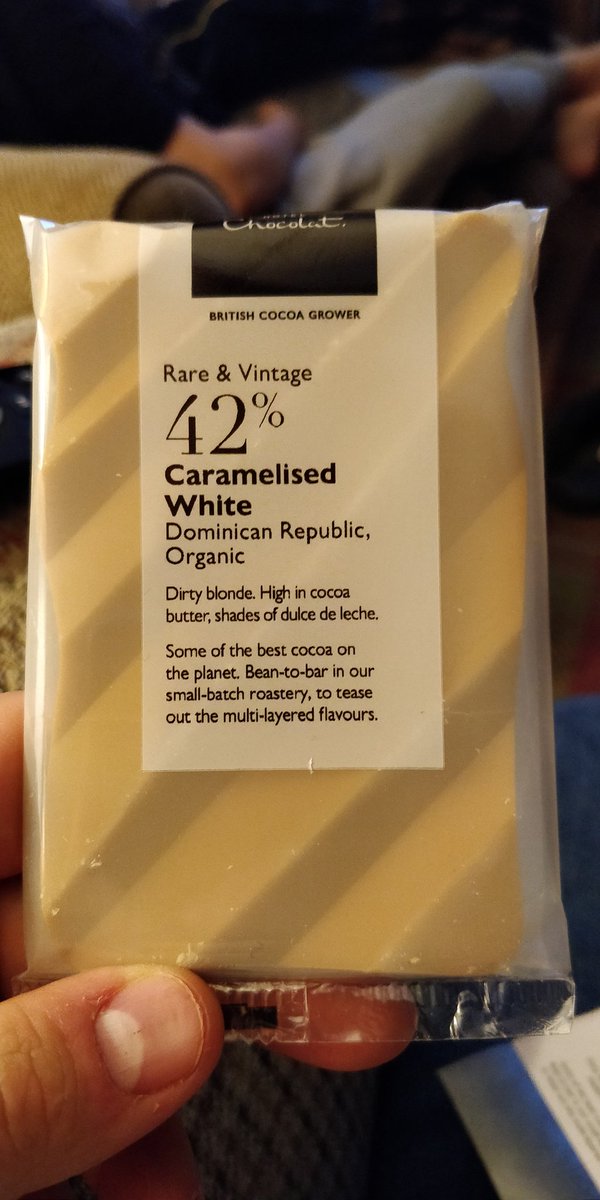 Chocolat.
BRITISH COCOA GROWER
Rare & Vintage
42%
Caramelised
White
Dominican Republic,
Organic
Dirty blonde. High in cocoa
butter, shades of dulce de leche.
Some of the best cocoa on
the planet. Bean-to-bar in our
small-batch roastery, to tease
out the multi-layered flavours.